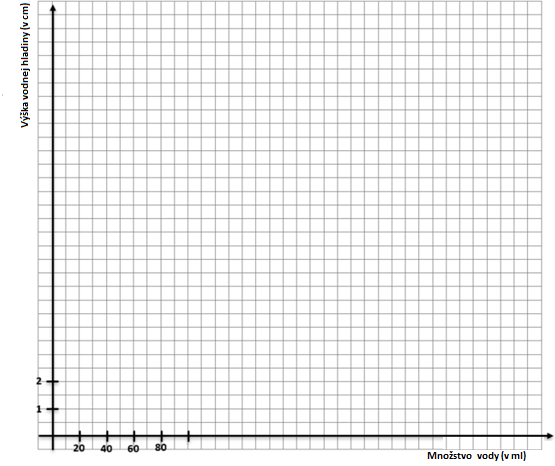 Výška vodnej hladiny (v cm)
2
1
20 40 60 80
Množstvo vody (v ml)